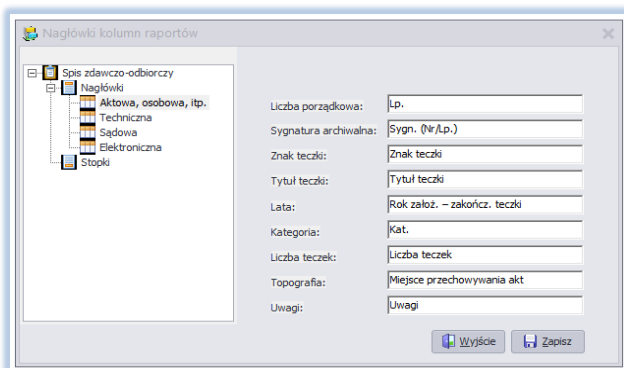 Nagłówki kolumn raportów
Spis zdawczo-odbiorczy
Nagłówki
Aktowa, osobowa, itp.
Techniczna
Sądowa
Elektroniczna
Stopki
Liczba porządkowa: Lp.
Sygnatura archiwalna: Sygn. (Nr/Lp.)
Znak teczki: Znak teczki
Tytuł teczki: Tytuł teczki
Lata: Rok założ. – zakończ. teczki
Kategoria: Kat.
Liczba teczek: Liczba teczek
Topografia: Miejsce przechowywania akt
Uwagi: Uwagi
Wyjście Zapisz